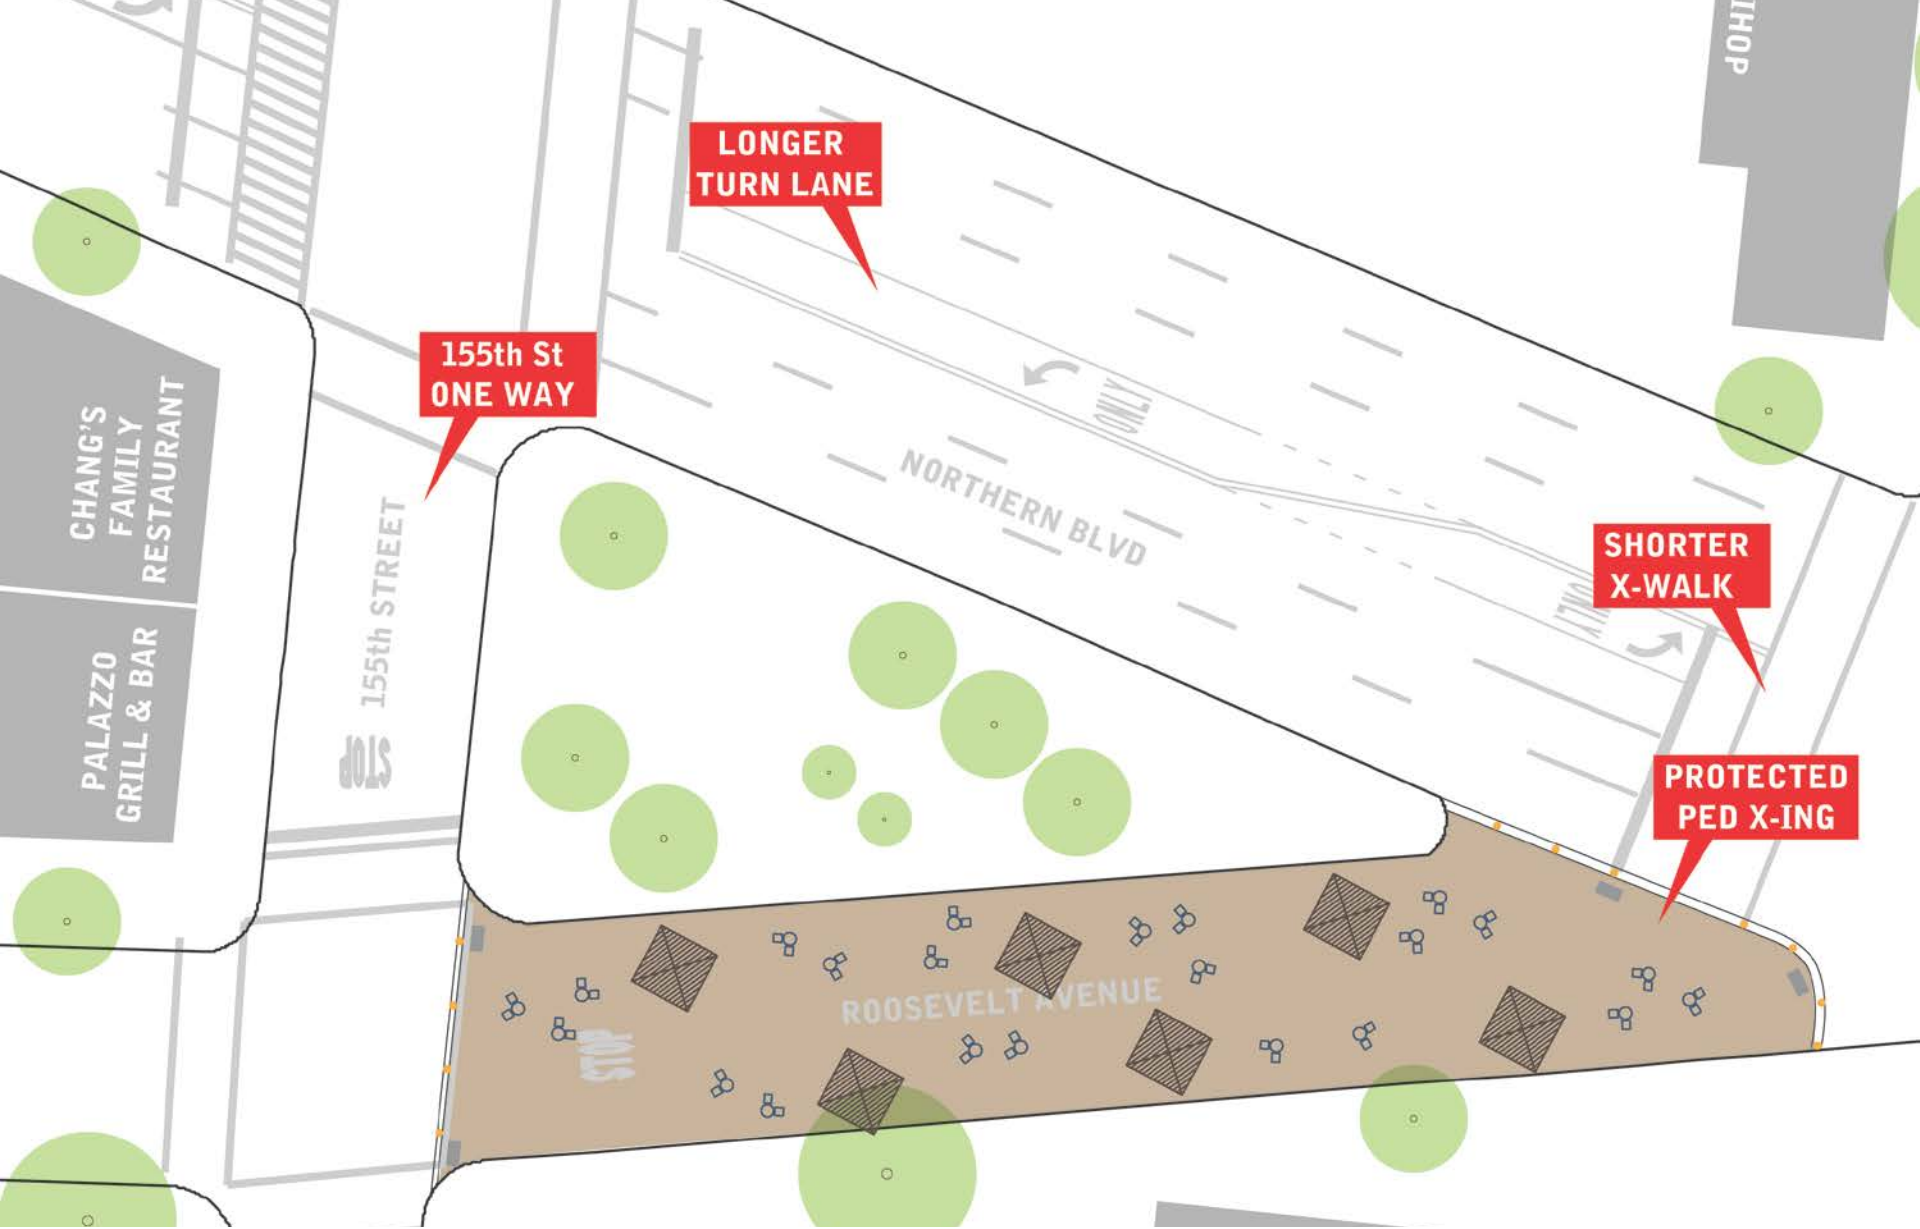 IHOP
LONGER
TURN LANE
155th St
ONE WAY
CHANG'S
FAMILY
RESTAURANT
ONLY
NORTHERN BLVD
155th STREET
SHORTER
X-WALK
ONLY
PALAZZO
GRILL & BAR
STOP
PROTECTED
PED X-ING
ROOSEVELT AVENUE
STOP